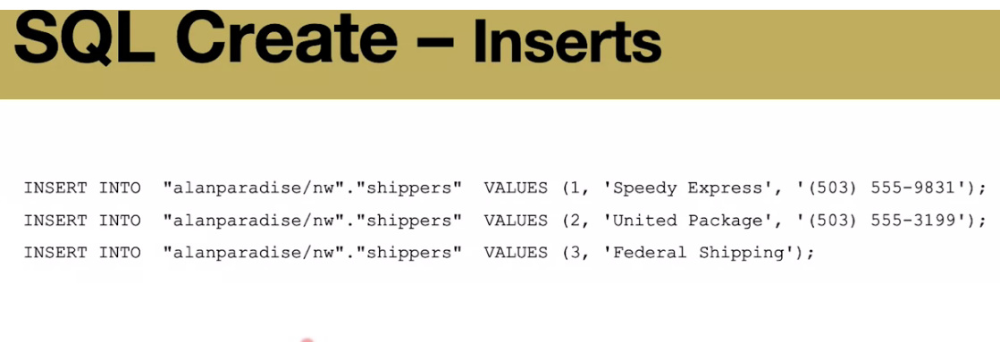 SQL Create – Inserts
INSERT INTO "alanparadise/nw"."shippers" VALUES (1, 'Speedy Express', '(503) 555-9831');
INSERT INTO "alanparadise/nw"."shippers" VALUES (2, 'United Package', '(503) 555-3199');
INSERT INTO "alanparadise/nw"."shippers" VALUES (3, 'Federal Shipping');